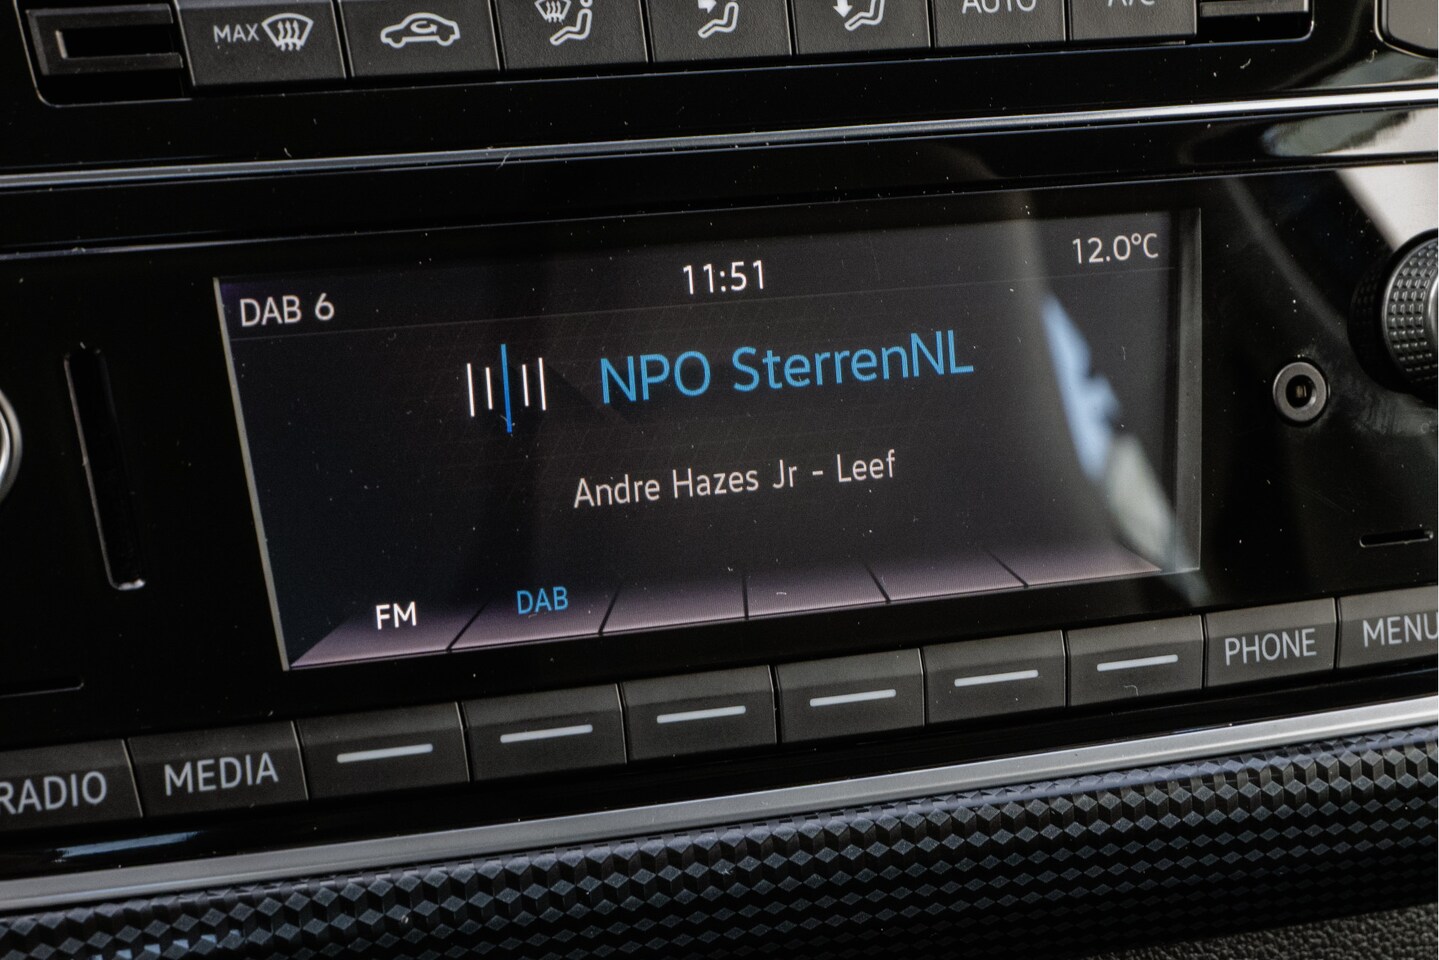 MAX
AUTO
A/C
11:51
12.0°C
DAB 6
NPO SterrenNL
Andre Hazes Jr - Leef
FM
DAB
RADIO
MEDIA
PHONE
MENU